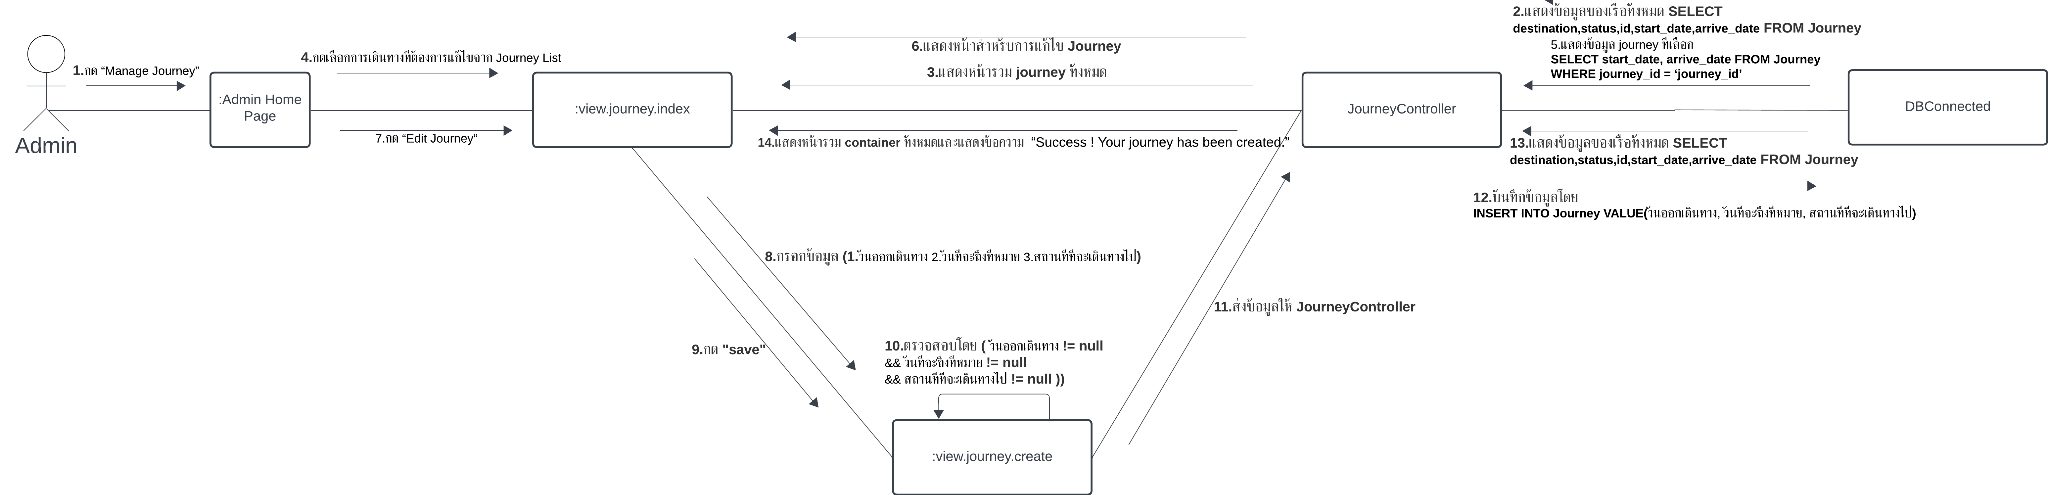 2.แสดงข้อมูลของเรือทั้งหมด SELECT
destination,status,id,start_date,arrive_date FROM Journey
6.แสดงหน้าสำหรับการแก้ไข Journey
5.แสดงข้อมูล journey ที่เลือก
SELECT start_date, arrive_date FROM Journey
WHERE journey_id = ‘journey_id’
4.กดเลือกการเดินทางที่ต้องการแก้ไขจาก Journey List
1.กด “Manage Journey”
3.แสดงหน้ารวม journey ทั้งหมด
:Admin Home
Page
:view.journey.index
JourneyController
DBConnected
Admin
7.กด “Edit Journey”
14.แสดงหน้ารวม container ทั้งหมดและแสดงข้อความ “Success ! Your journey has been created.”
13.แสดงข้อมูลของเรือทั้งหมด SELECT
destination,status,id,start_date,arrive_date FROM Journey
12.บันทึกข้อมูลโดย
INSERT INTO Journey VALUE(วันออกเดินทาง, วันที่จะถึงที่หมาย, สถานที่ที่จะเดินทางไป)
8.กรอกข้อมูล (1.วันออกเดินทาง 2.วันที่จะถึงที่หมาย 3.สถานที่ที่จะเดินทางไป)
11.ส่งข้อมูลให้ JourneyController
9.กด "save"
10.ตรวจสอบโดย ( วันออกเดินทาง != null
&& วันที่จะถึงที่หมาย != null
&& สถานที่ที่จะเดินทางไป != null ))
:view.journey.create